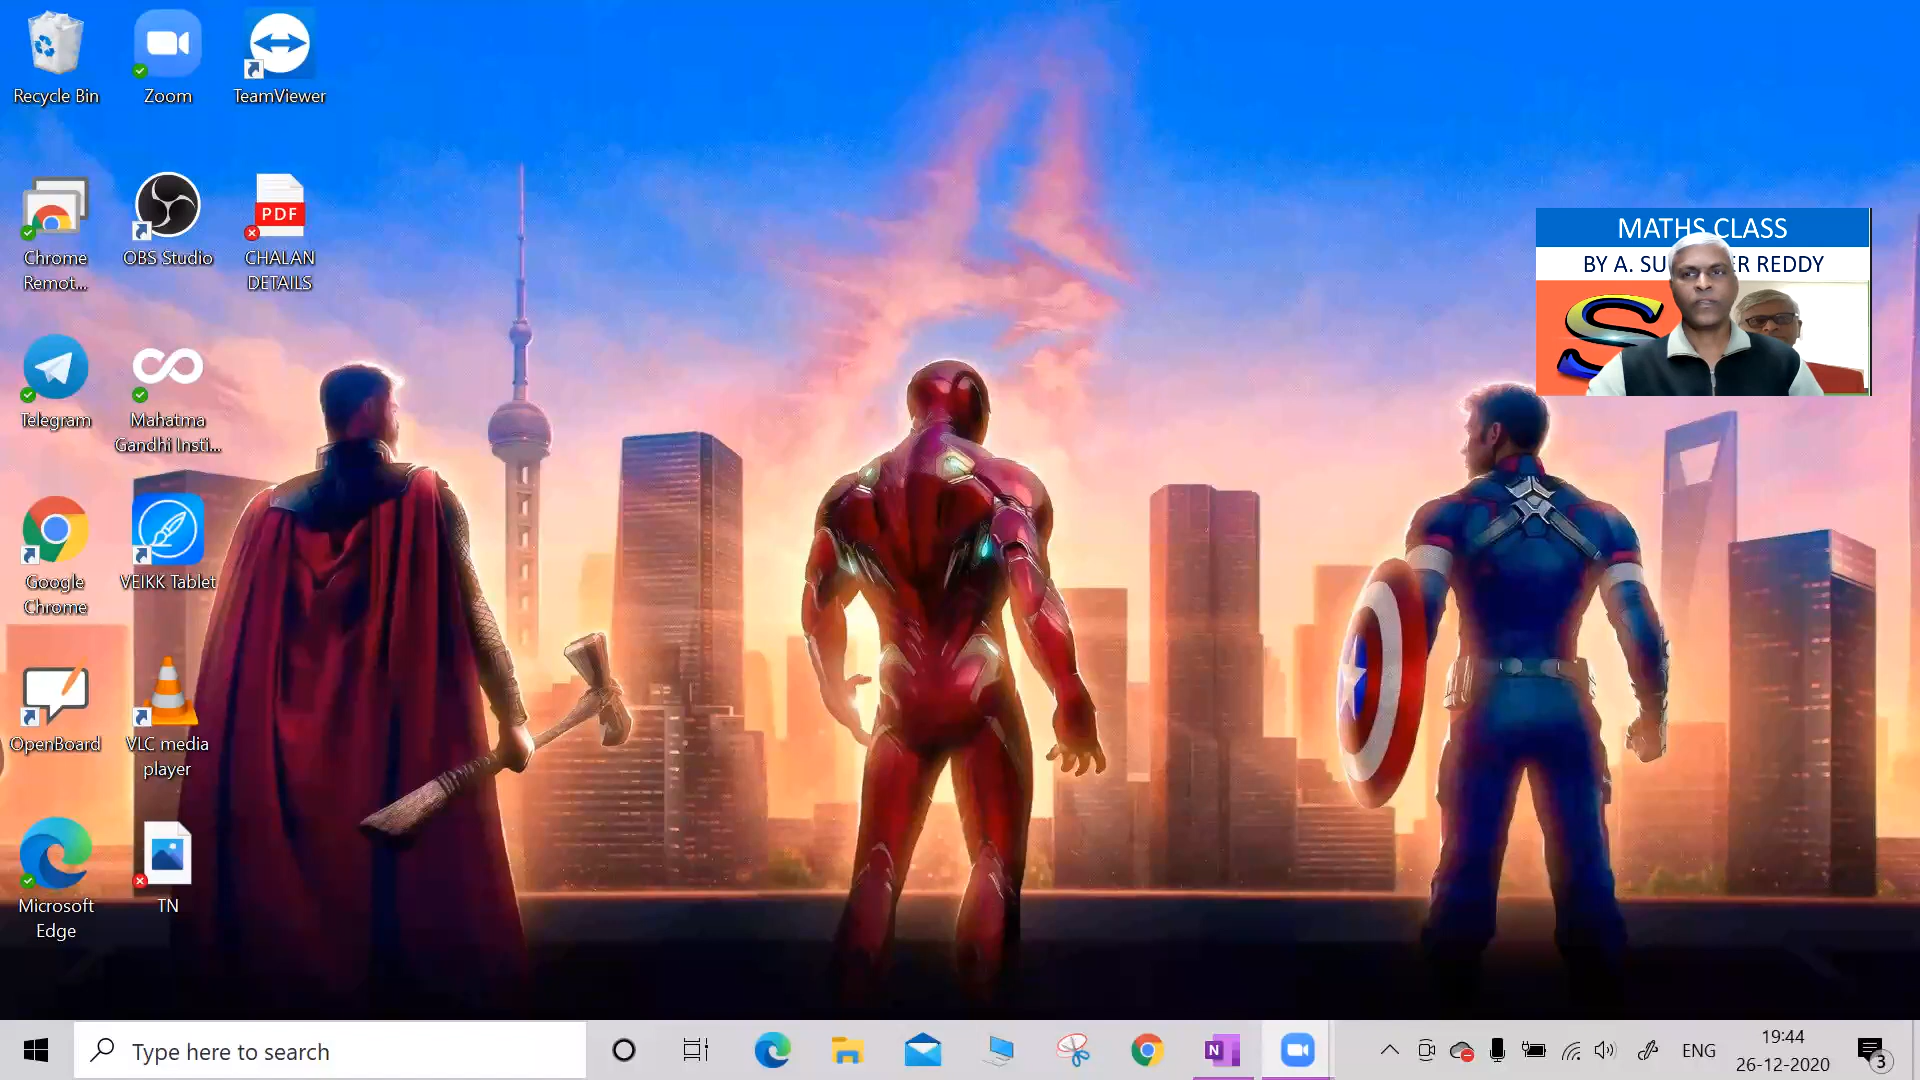 Recycle Bin
Zoom
TeamViewer
Chrome
Remot...
OBS Studio
PDF
CHALAN
DETAILS
Telegram
Mahatma
Gandhi Insti...
Google
Chrome
VEIKK Tablet
OpenBoard
VLC media
player
Microsoft
Edge
TN
MATHS CLASS
BY A. SU ER REDDY
S
Type here to search
N
ENG
19:44
26-12-2020
3